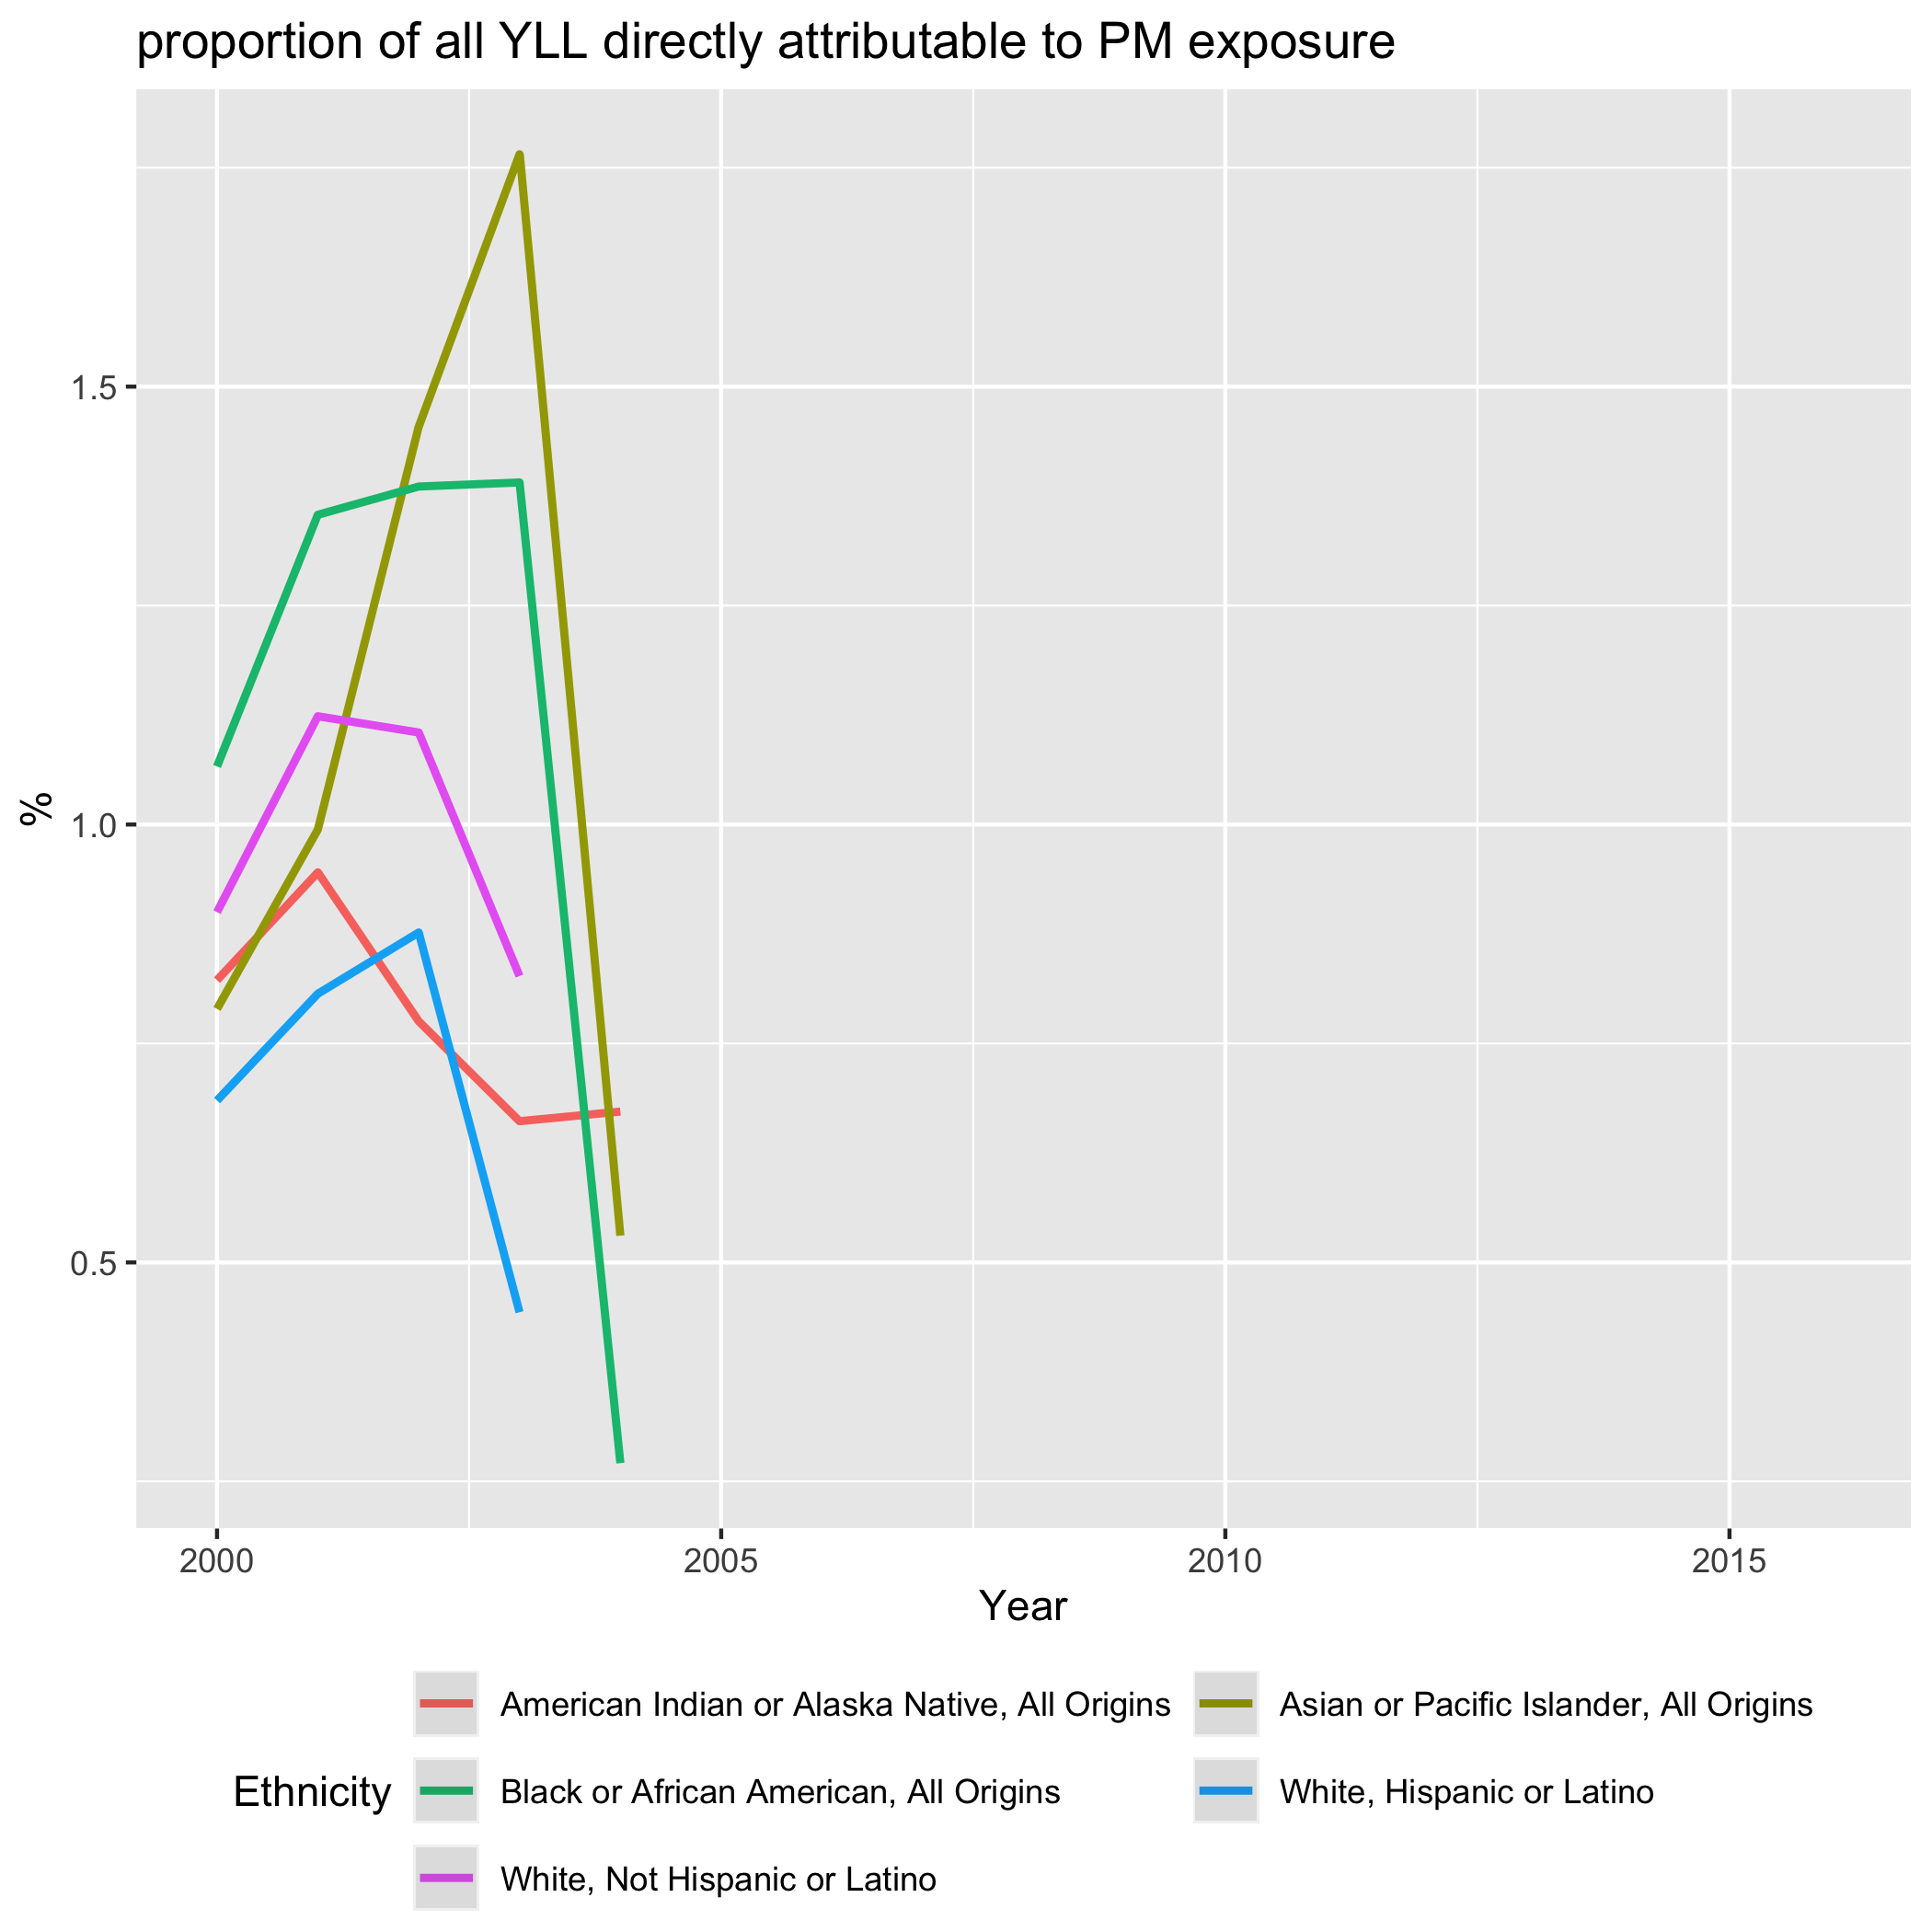 proportion of all YLL directly attributable to PM exposure
%
1.5
1.0
0.5
2000 2005 2010 2015
Year
Ethnicity
American Indian or Alaska Native, All Origins
Asian or Pacific Islander, All Origins
Black or African American, All Origins
White, Hispanic or Latino
White, Not Hispanic or Latino